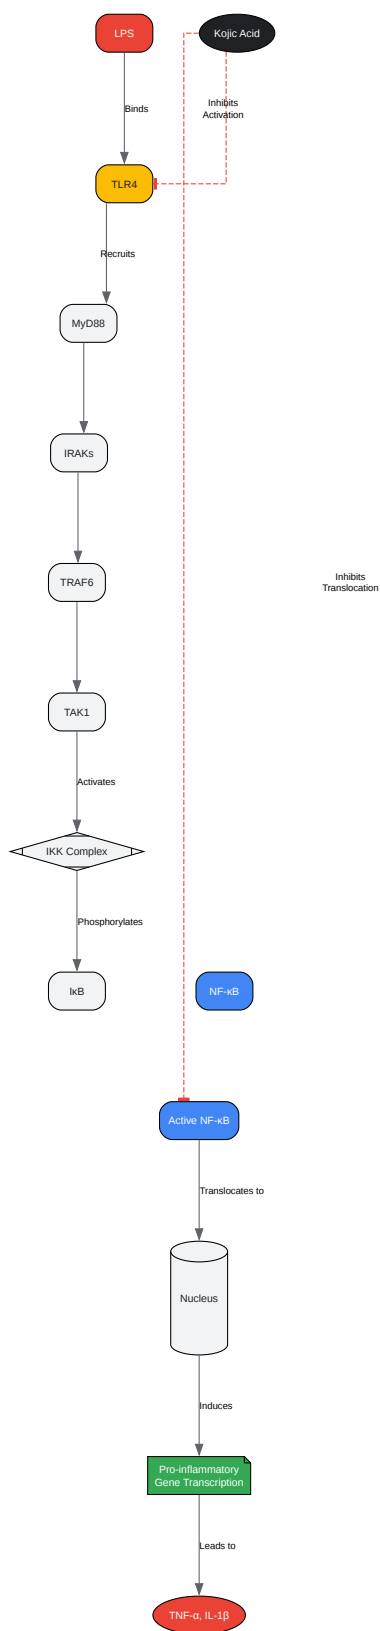 LPS
Kojic Acid
Binds
Inhibits
Activation
TLR4
Recruits
MyD88
IRAKs
TRAF6
Inhibits
Translocation
TAK1
Activates
IKK Complex
Phosphorylates
IκB
NF-κB
Active NF-κB
Translocates to
Nucleus
Induces
Pro-inflammatory
Gene Transcription
Leads to
TNF-α, IL-1β